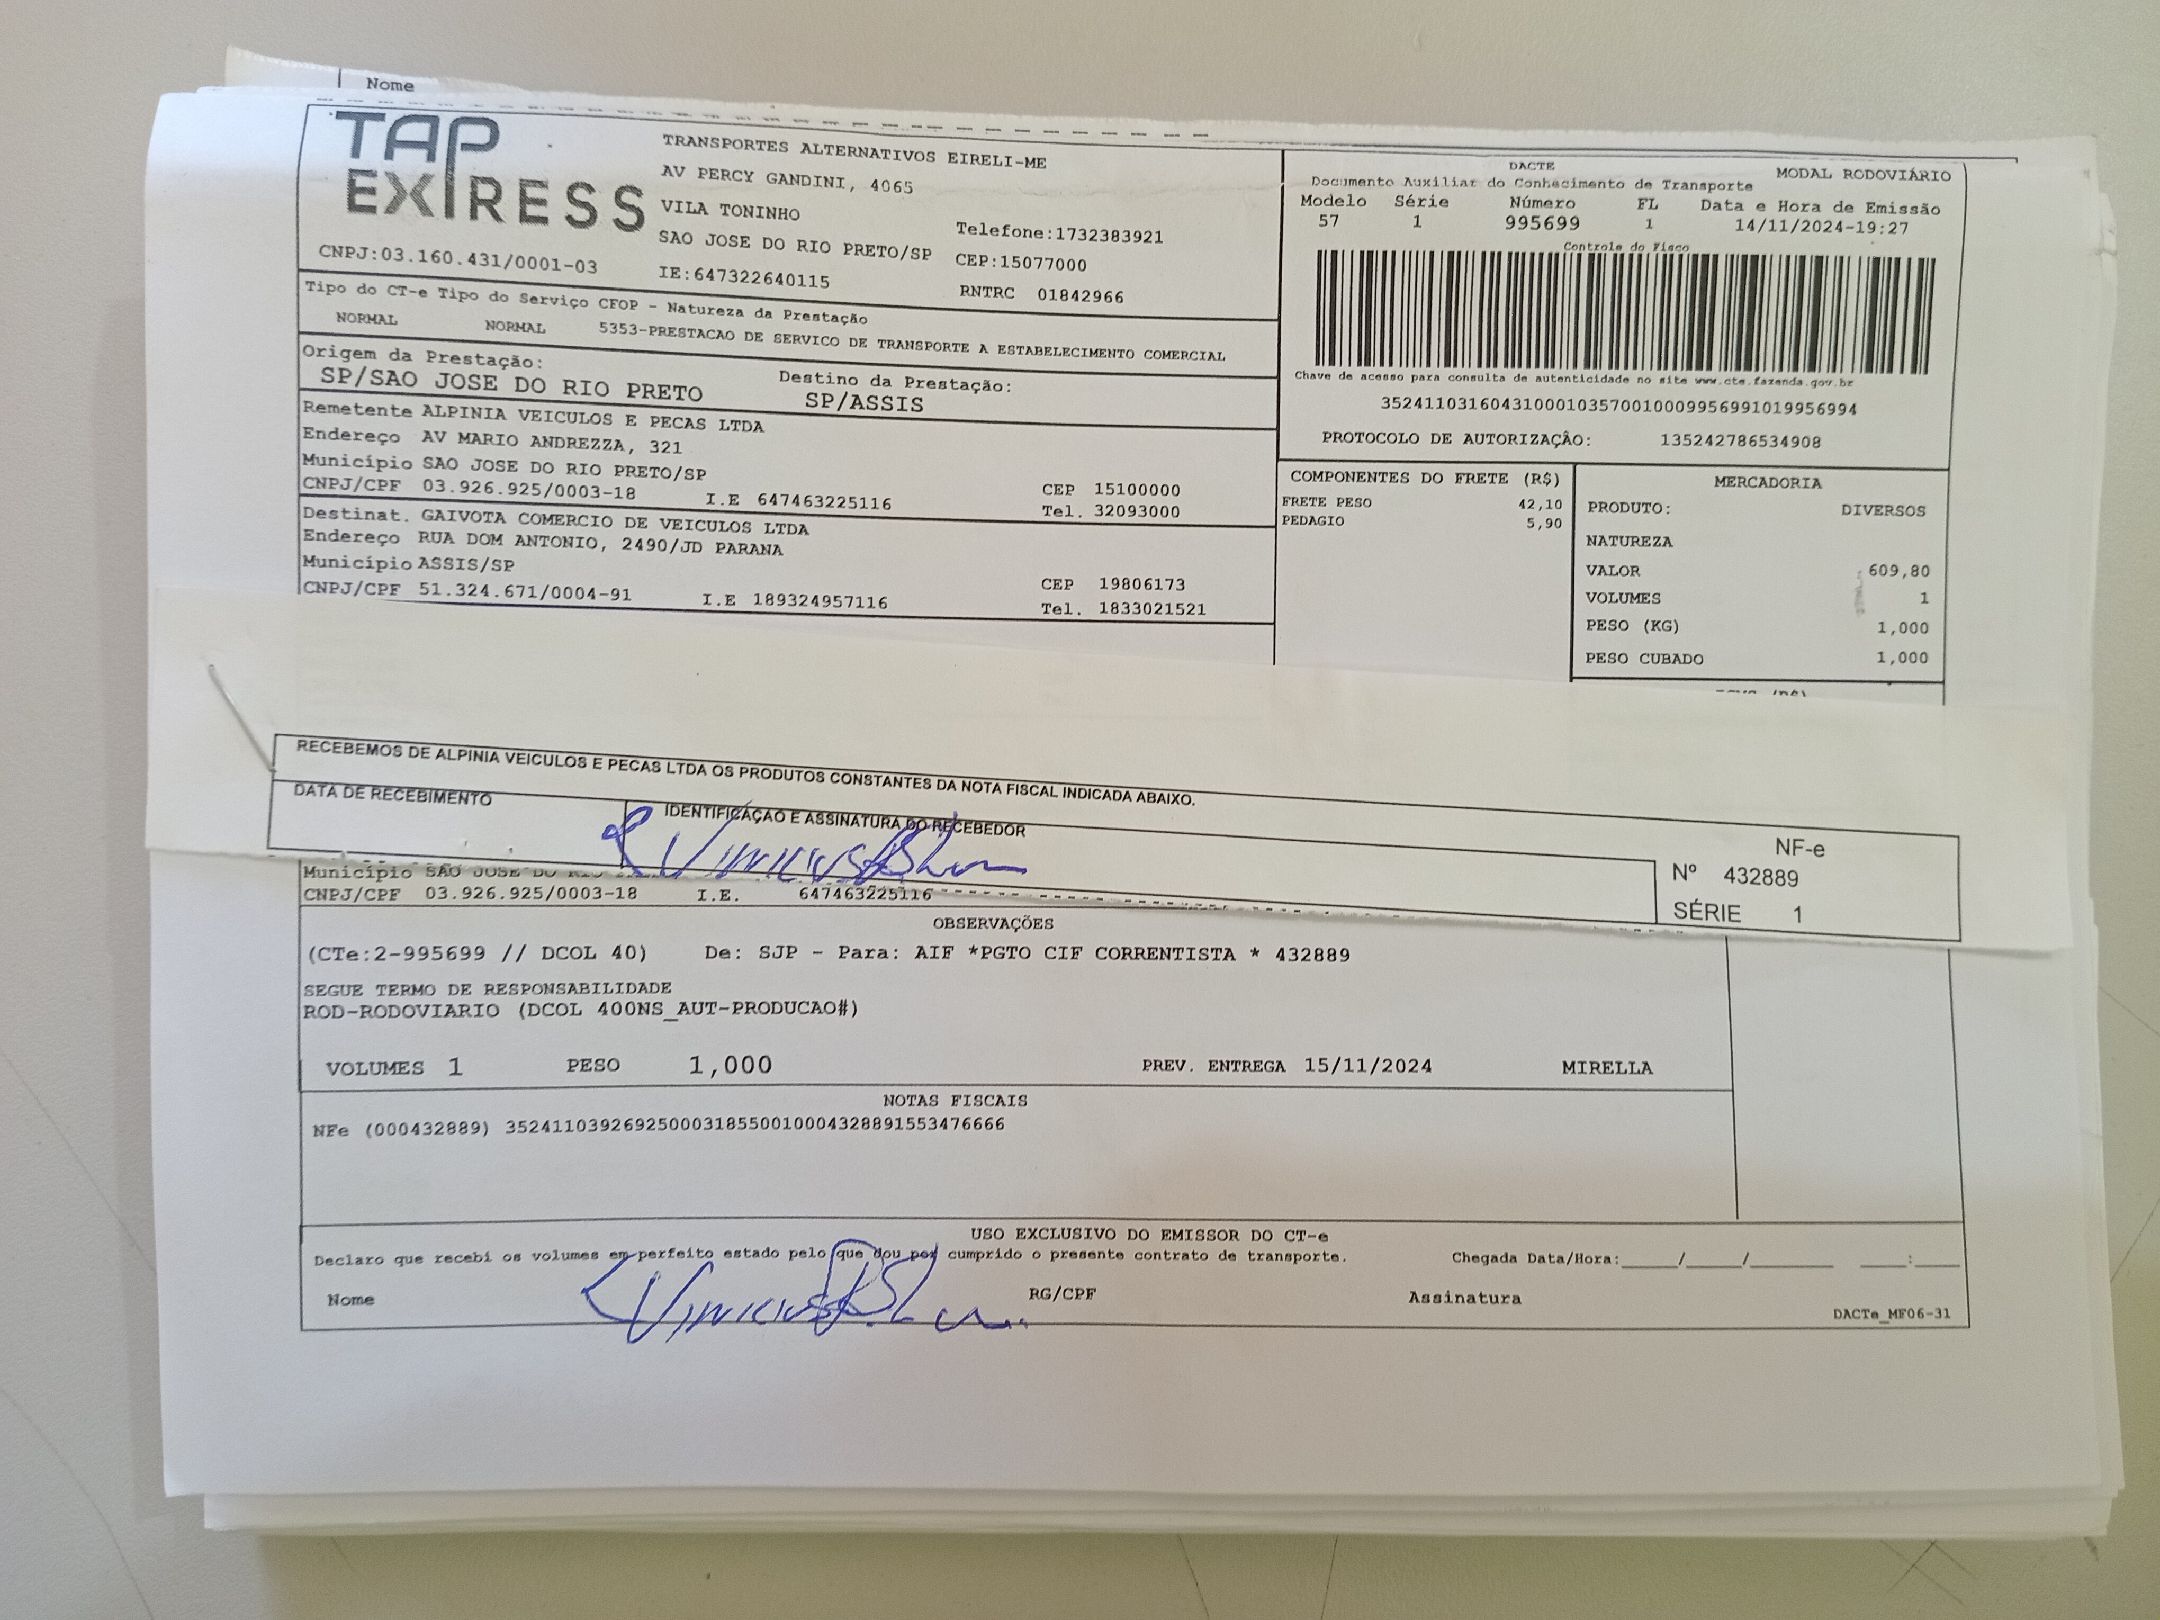 Nome
TAP EXPRESS
TRANSPORTES ALTERNATIVOS EIRELI-ME
AV PERCY GANDINI, 4065
VILA TONINHO
SAO JOSE DO RIO PRETO/SP
IE:647322640115
Telefone:1732383921
CEP:15077000
RNTRC 01842966
CNPJ:03.160.431/0001-03
DACTE MODAL RODOVIÁRIO
Documento Auxiliar do Conhecimento de Transporte
Modelo Série Número FL Data e Hora de Emissão
57 1 995699 1 14/11/2024-19:27
Controle do Fisco
Chave de acesso para consulta de autenticidade no site www.cte.fazenda.gov.br
35241103160431000103570010009956991019956994
PROTOCOLO DE AUTORIZAÇÃO: 135242786534908
Tipo do CT-e Tipo do Serviço CFOP - Natureza da Prestação
NORMAL NORMAL 5353-PRESTACAO DE SERVICO DE TRANSPORTE A ESTABELECIMENTO COMERCIAL
Origem da Prestação: Destino da Prestação:
SP/SAO JOSE DO RIO PRETO SP/ASSIS
Remetente ALPINIA VEICULOS E PECAS LTDA
Endereço AV MARIO ANDREZZA, 321
Município SAO JOSE DO RIO PRETO/SP CEP 15100000
CNPJ/CPF 03.926.925/0003-18 I.E 647463225116 Tel. 32093000
Destinat. GAIVOTA COMERCIO DE VEICULOS LTDA
Endereço RUA DOM ANTONIO, 2490/JD PARANA
Município ASSIS/SP CEP 19806173
CNPJ/CPF 51.324.671/0004-91 I.E 189324957116 Tel. 1833021521
COMPONENTES DO FRETE (R$)
FRETE PESO 42,10
PEDAGIO 5,90
MERCADORIA
PRODUTO: DIVERSOS
NATUREZA
VALOR 609,80
VOLUMES 1
PESO (KG) 1,000
PESO CUBADO 1,000
RECEBEMOS DE ALPINIA VEICULOS E PECAS LTDA OS PRODUTOS CONSTANTES DA NOTA FISCAL INDICADA ABAIXO.
DATA DE RECEBIMENTO IDENTIFICAÇÃO E ASSINATURA DO RECEBEDOR
Vinicius
NF-e
Nº 432889
SÉRIE 1
Município SAO JOSE DO RIO
CNPJ/CPF 03.926.925/0003-18 I.E. 647463225116
OBSERVAÇÕES
(CTe:2-995699 // DCOL 40) De: SJP - Para: AIF *PGTO CIF CORRENTISTA * 432889
SEGUE TERMO DE RESPONSABILIDADE
ROD-RODOVIARIO (DCOL 400NS_AUT-PRODUCAO#)
VOLUMES 1 PESO 1,000 PREV. ENTREGA 15/11/2024 MIRELLA
NOTAS FISCAIS
NFe (000432889) 35241103926925000318550010004328891553476666
USO EXCLUSIVO DO EMISSOR DO CT-e
Declaro que recebi os volumes em perfeito estado pelo que dou por cumprido o presente contrato de transporte. Chegada Data/Hora:_____/_____/________ ____:____
Nome Vinicius RG/CPF Assinatura
DACTe_MF06-31